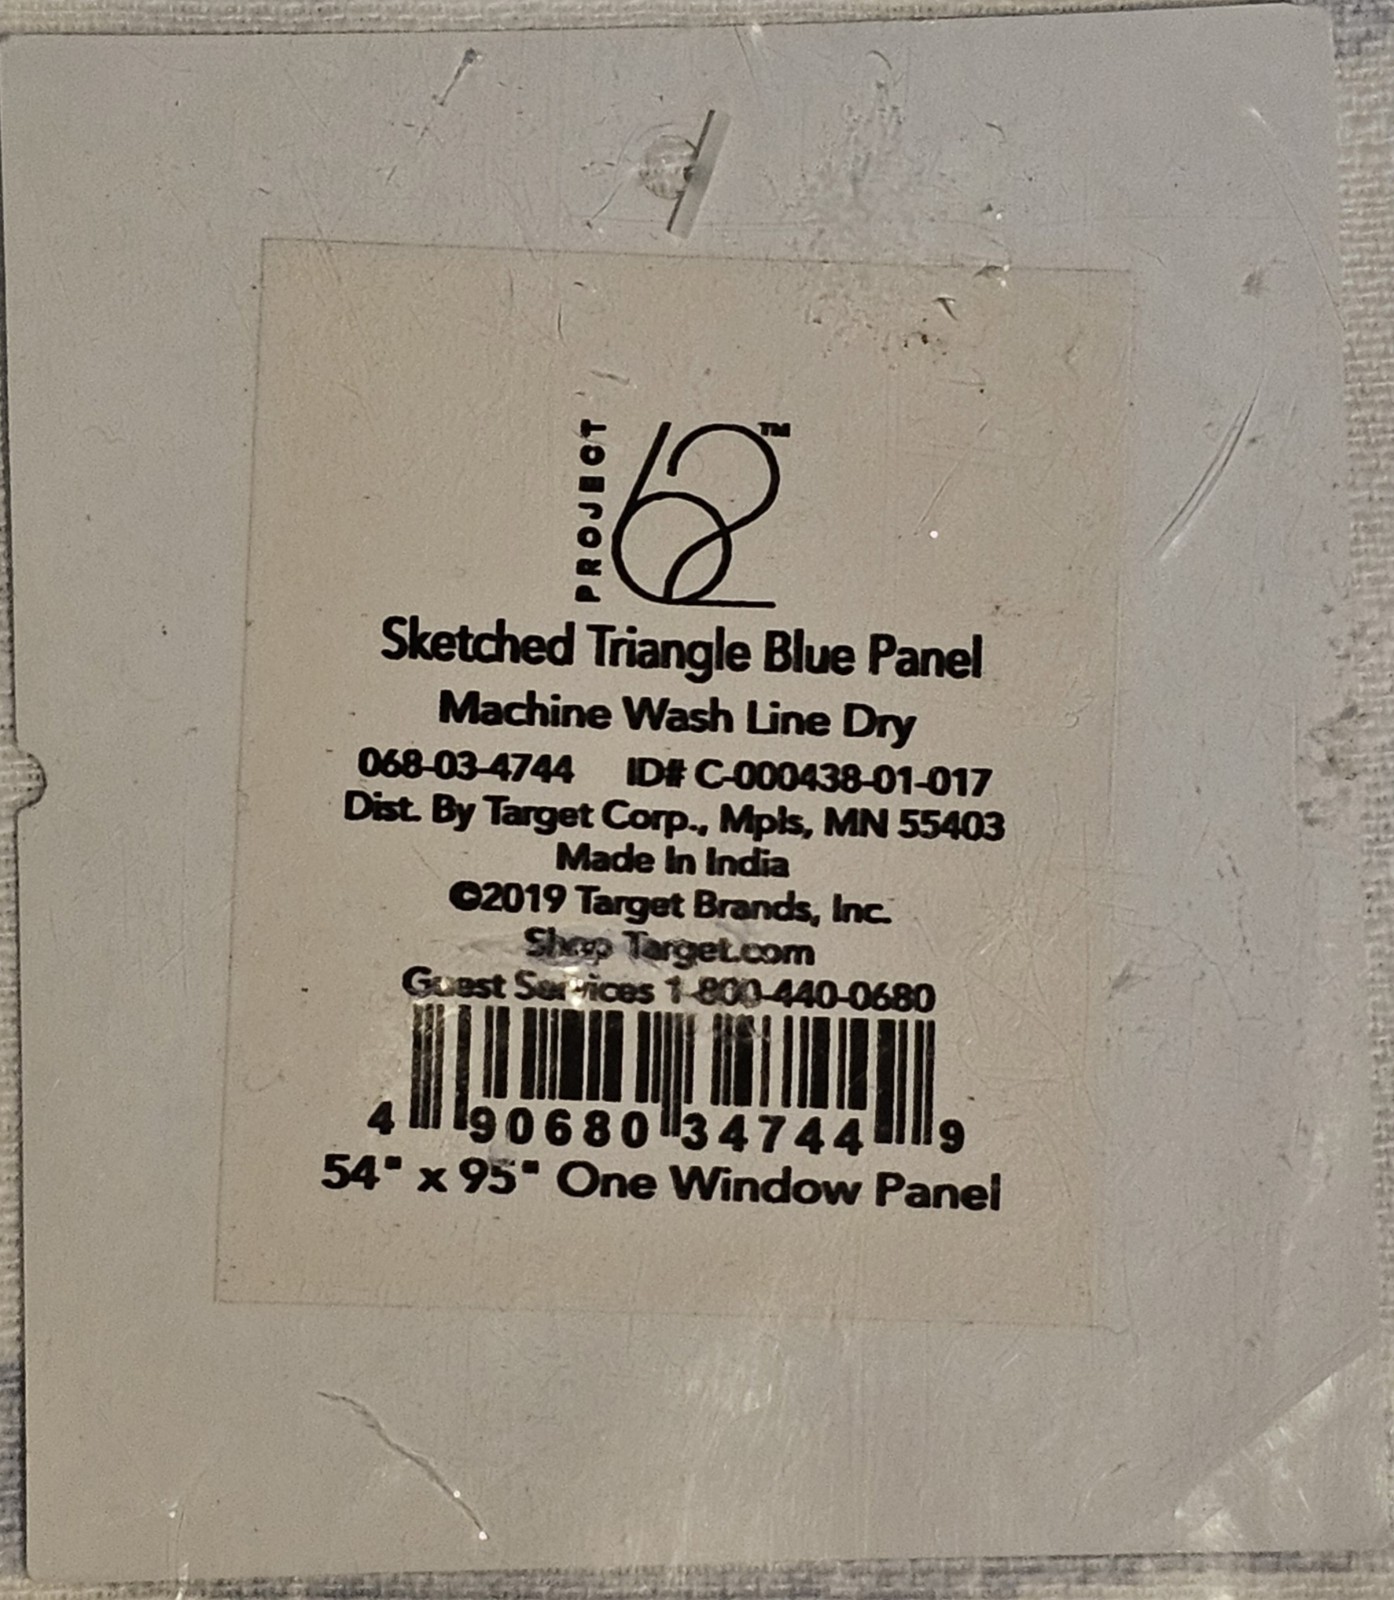 PROJECT 62™
Sketched Triangle Blue Panel
Machine Wash Line Dry
068-03-4744 ID# C-000438-01-017
Dist. By Target Corp., Mpls, MN 55403
Made In India
©2019 Target Brands, Inc.
Shop Target.com
Guest Services 1-800-440-0680
4 90680 34744 9
54" x 95" One Window Panel